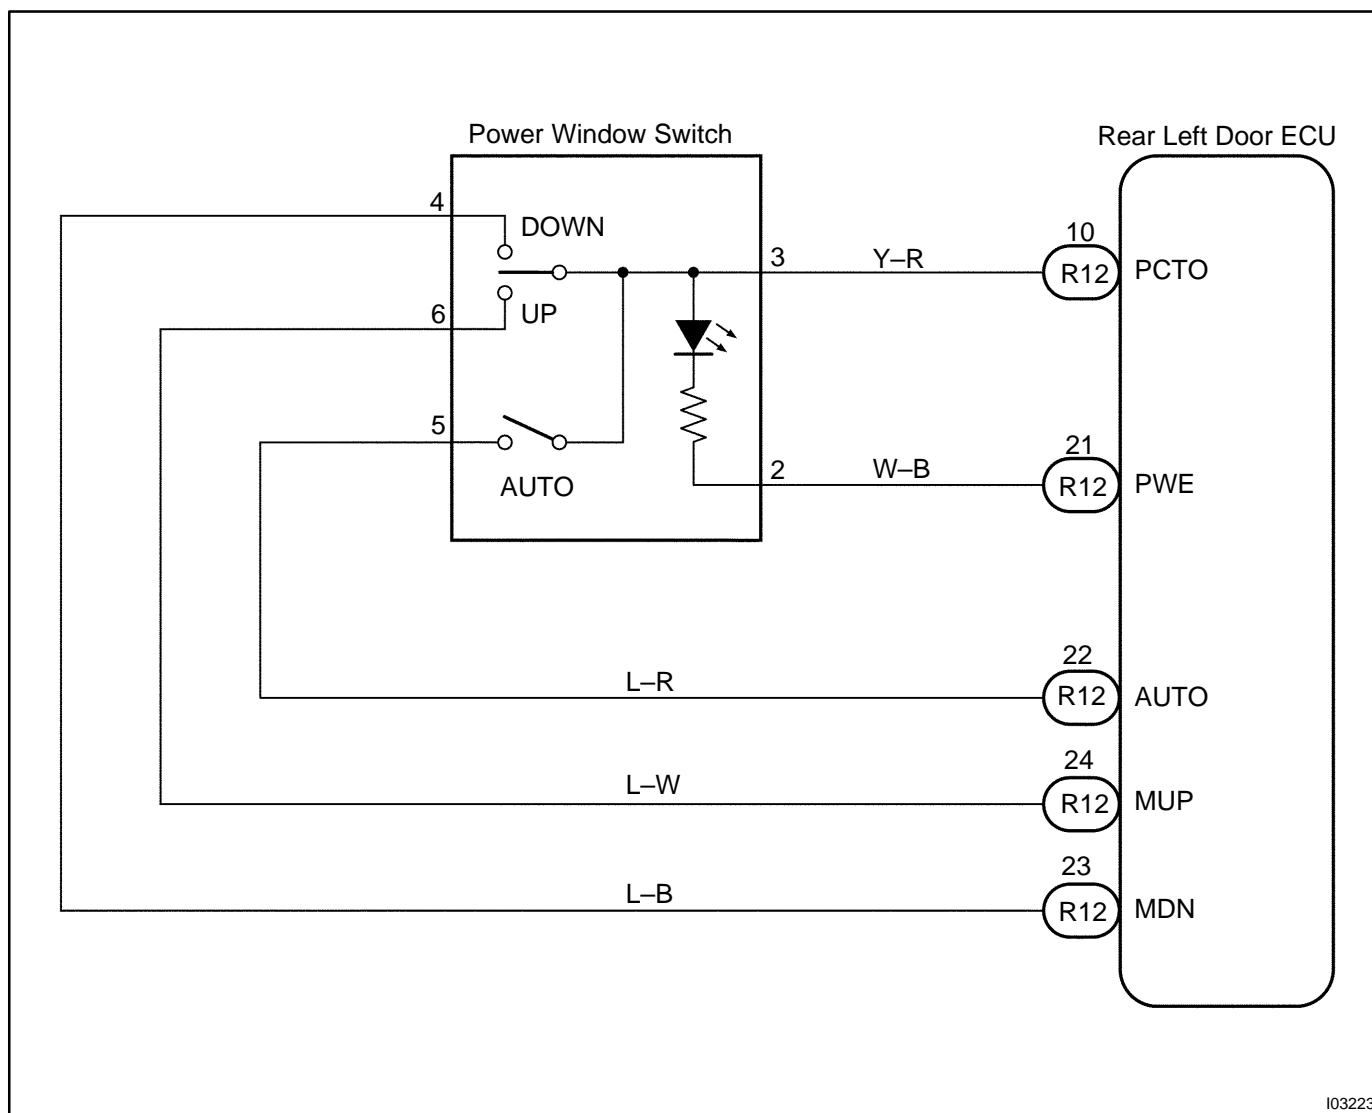 Power Window Switch
Rear Left Door ECU
4
DOWN
3
Y–R
10
R12
PCTO
6
UP
5
AUTO
2
W–B
21
R12
PWE
L–R
22
R12
AUTO
L–W
24
R12
MUP
L–B
23
R12
MDN
I03223